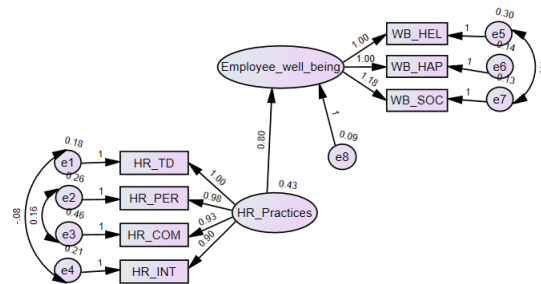 0.30
1.00
WB_HEL
1
e5
0.14
Employee_well_being
1.00
WB_HAP
1
e6
0.13
1.18
WB_SOC
1
e7
0.80
1
0.09
e8
0.18
e1
1
HR_TD
0.26
1.00
0.43
e2
1
HR_PER
0.98
HR_Practices
-.08
0.16
0.46
e3
1
HR_COM
0.93
0.21
0.90
e4
1
HR_INT